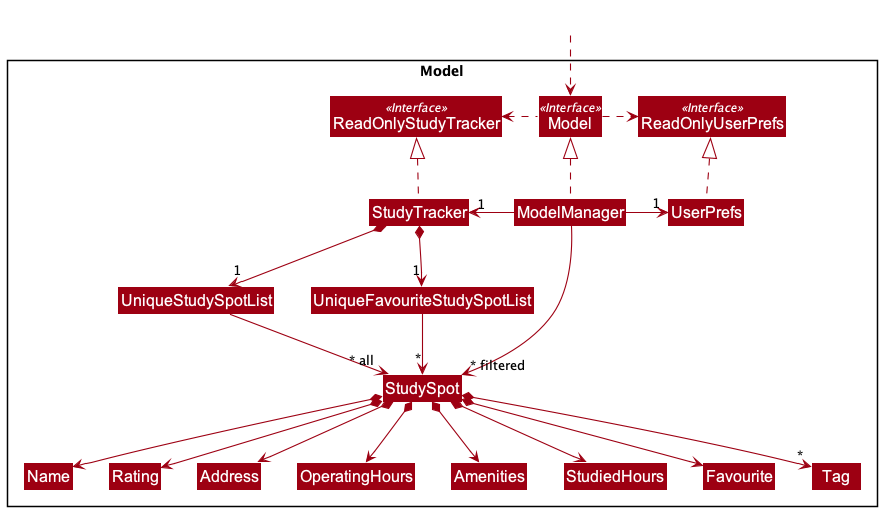 Model
«Interface»
ReadOnlyStudyTracker
«Interface»
Model
«Interface»
ReadOnlyUserPrefs
StudyTracker
1
ModelManager
1
UserPrefs
1
1
UniqueStudySpotList
UniqueFavouriteStudySpotList
* all
*
* filtered
StudySpot
*
Name
Rating
Address
OperatingHours
Amenities
StudiedHours
Favourite
Tag